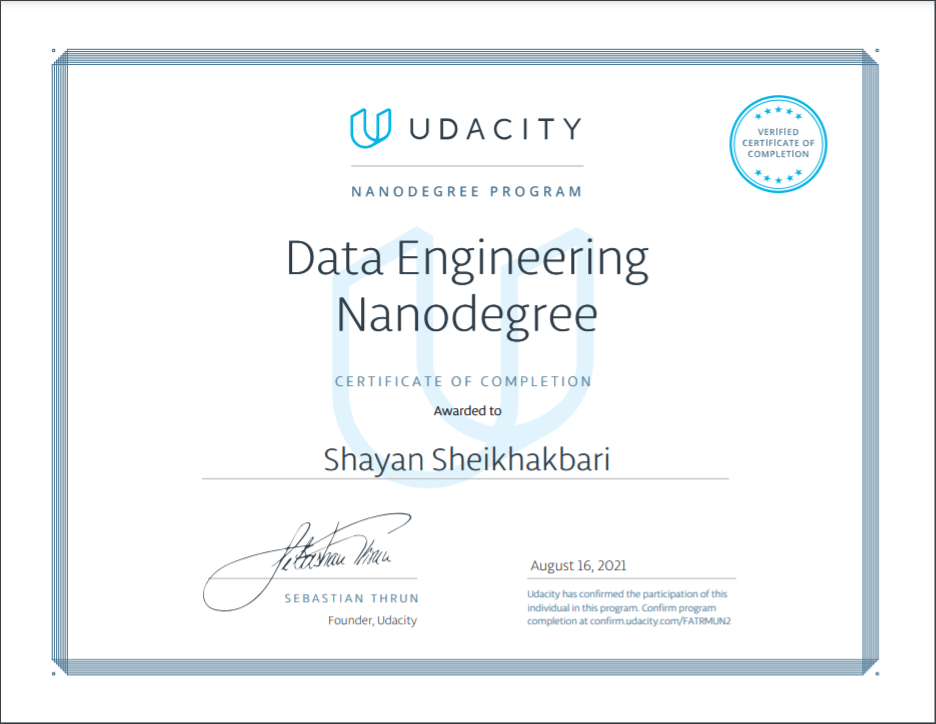 UDACITY
NANODEGREE PROGRAM
VERIFIED
CERTIFICATE OF
COMPLETION
Data Engineering
Nanodegree
CERTIFICATE OF COMPLETION
Awarded to
Shayan Sheikhakbari
Sebastian Thrun
SEBASTIAN THRUN
Founder, Udacity
August 16, 2021
Udacity has confirmed the participation of this
individual in this program. Confirm program
completion at confirm.udacity.com/FATRMUN2